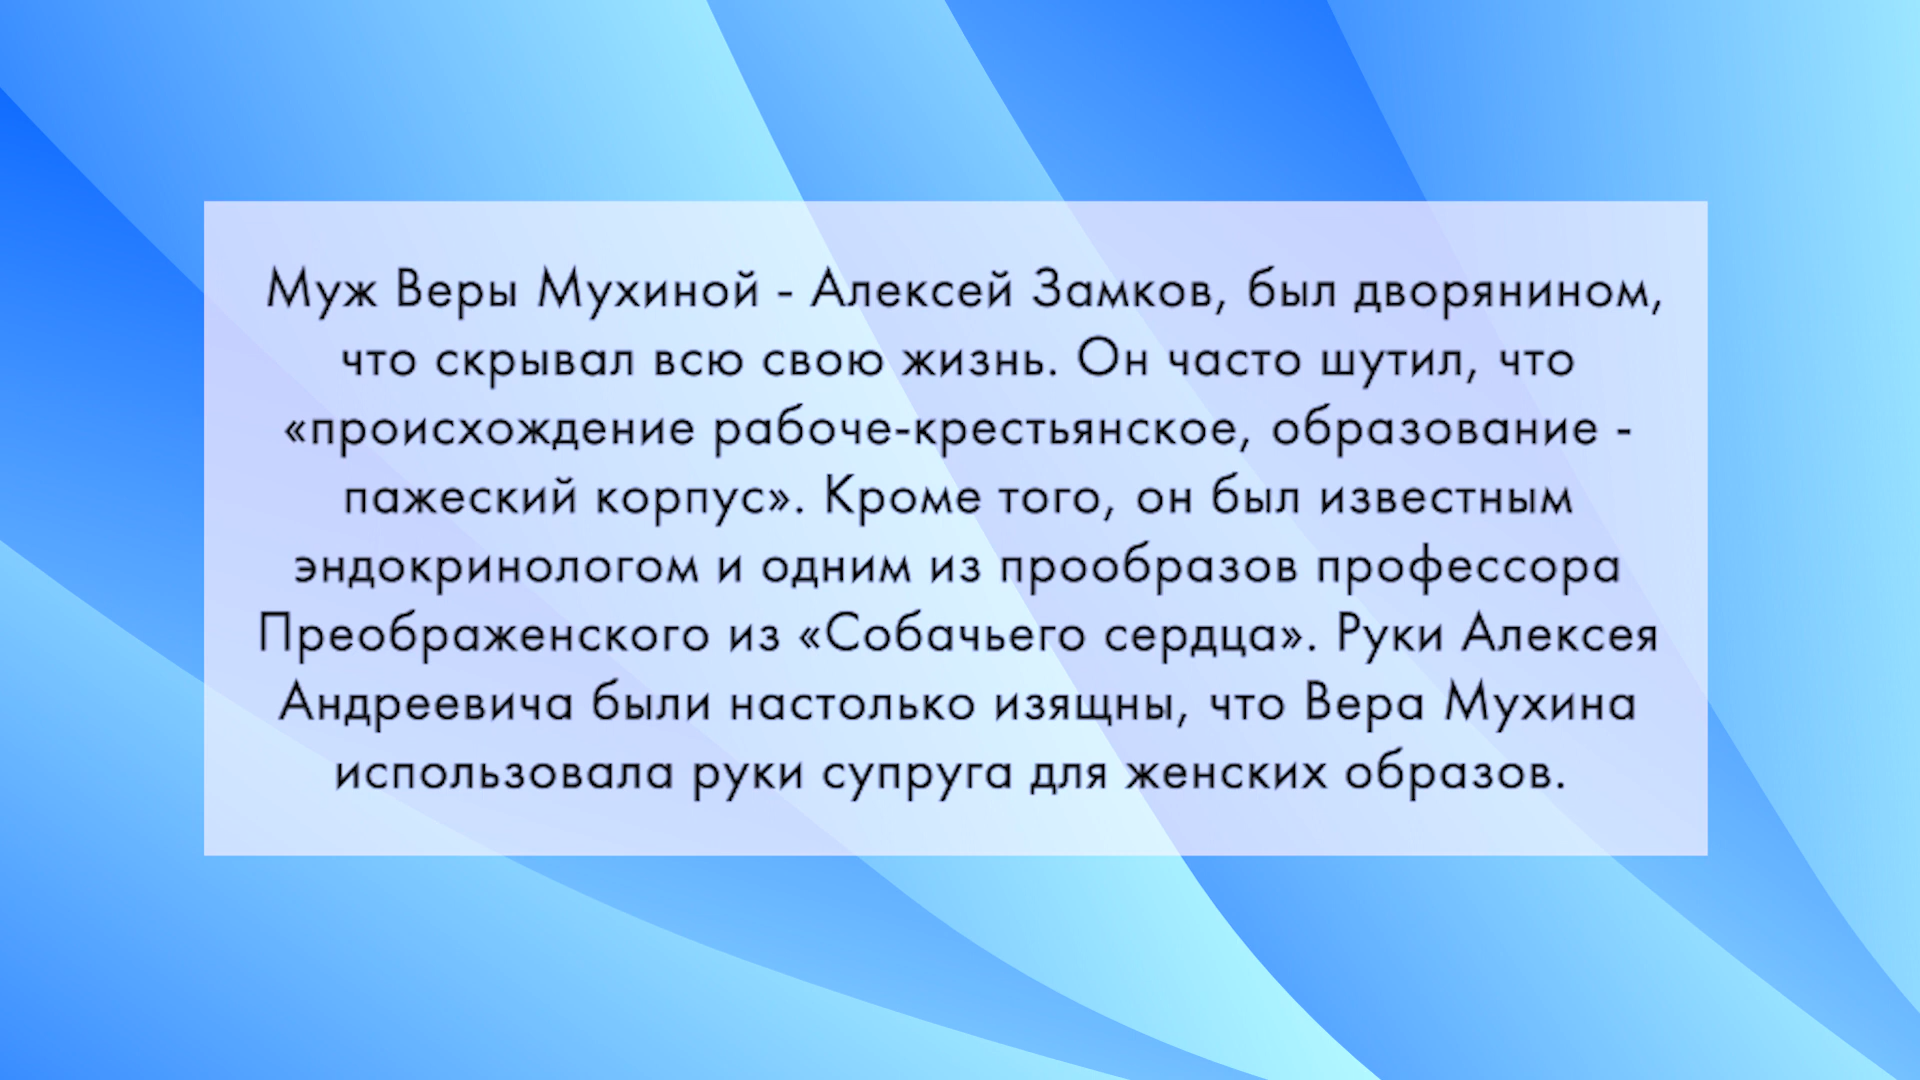 Муж Веры Мухиной - Алексей Замков, был дворянином,
что скрывал всю свою жизнь. Он часто шутил, что
«происхождение рабоче-крестьянское, образование -
пажеский корпус». Кроме того, он был известным
эндокринологом и одним из прообразов профессора
Преображенского из «Собачьего сердца». Руки Алексея
Андреевича были настолько изящны, что Вера Мухина
использовала руки супруга для женских образов.